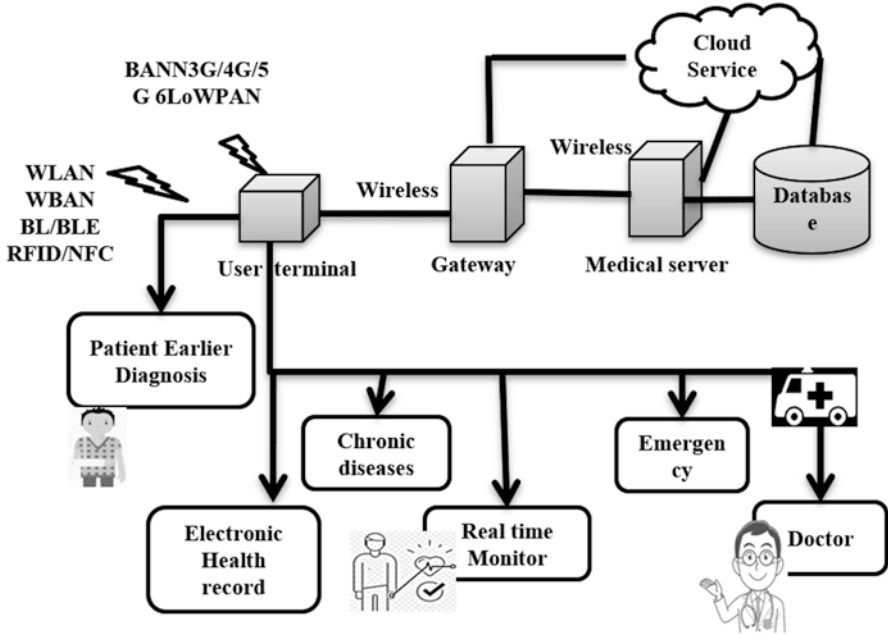 Cloud
Service
BANN3G/4G/5
G 6LoWPAN
Wireless
WLAN
WBAN
BL/BLE
RFID/NFC
Wireless
Databas
e
User terminal
Gateway
Medical server
Patient Earlier
Diagnosis
Chronic
diseases
Emergen
cy
Electronic
Health
record
Real time
Monitor
Doctor